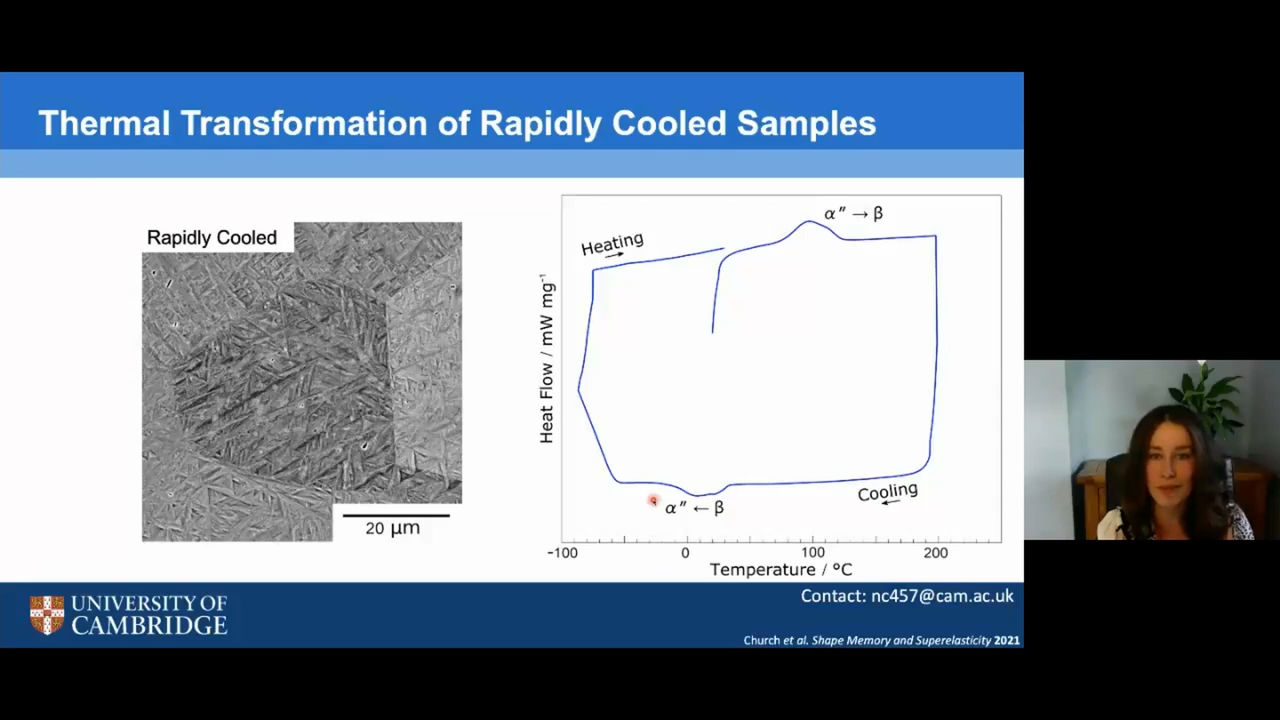 Thermal Transformation of Rapidly Cooled Samples
Rapidly Cooled
20 μm
Heat Flow / mW mg⁻¹
Heating
α″ → β
α″ ← β
Cooling
−100 0 100 200
Temperature / °C
UNIVERSITY OF
CAMBRIDGE
Contact: nc457@cam.ac.uk
Church et al. Shape Memory and Superelasticity 2021